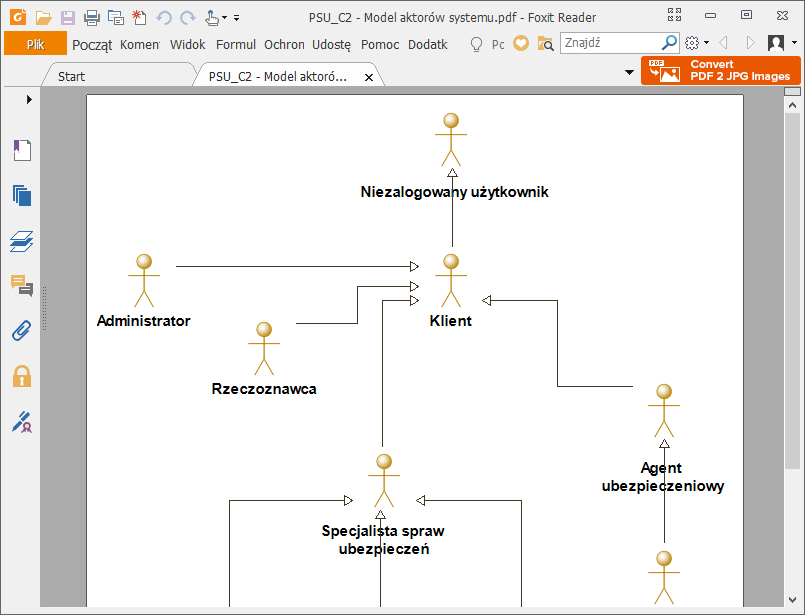 PSU_C2 - Model aktorów systemu.pdf - Foxit Reader
Plik Począt Komen Widok Formul Ochron Udostę Pomoc Dodatk Pc Znajdź
Start PSU_C2 - Model aktoró... x
PDF Convert
PDF 2 JPG Images
Niezalogowany użytkownik
Administrator
Klient
Rzeczoznawca
Agent
ubezpieczeniowy
Specjalista spraw
ubezpieczeń